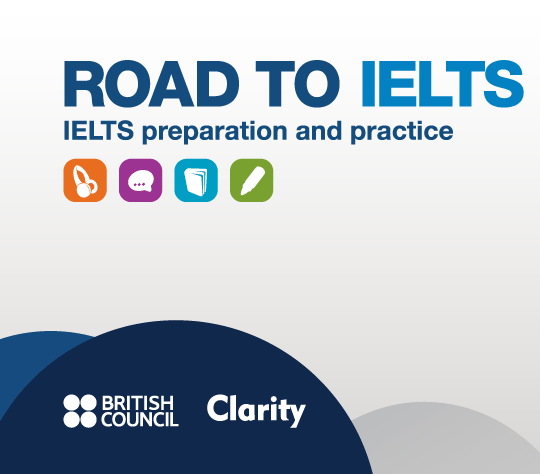 ROAD TO IELTS
IELTS preparation and practice
BRITISH
COUNCIL
Clarity